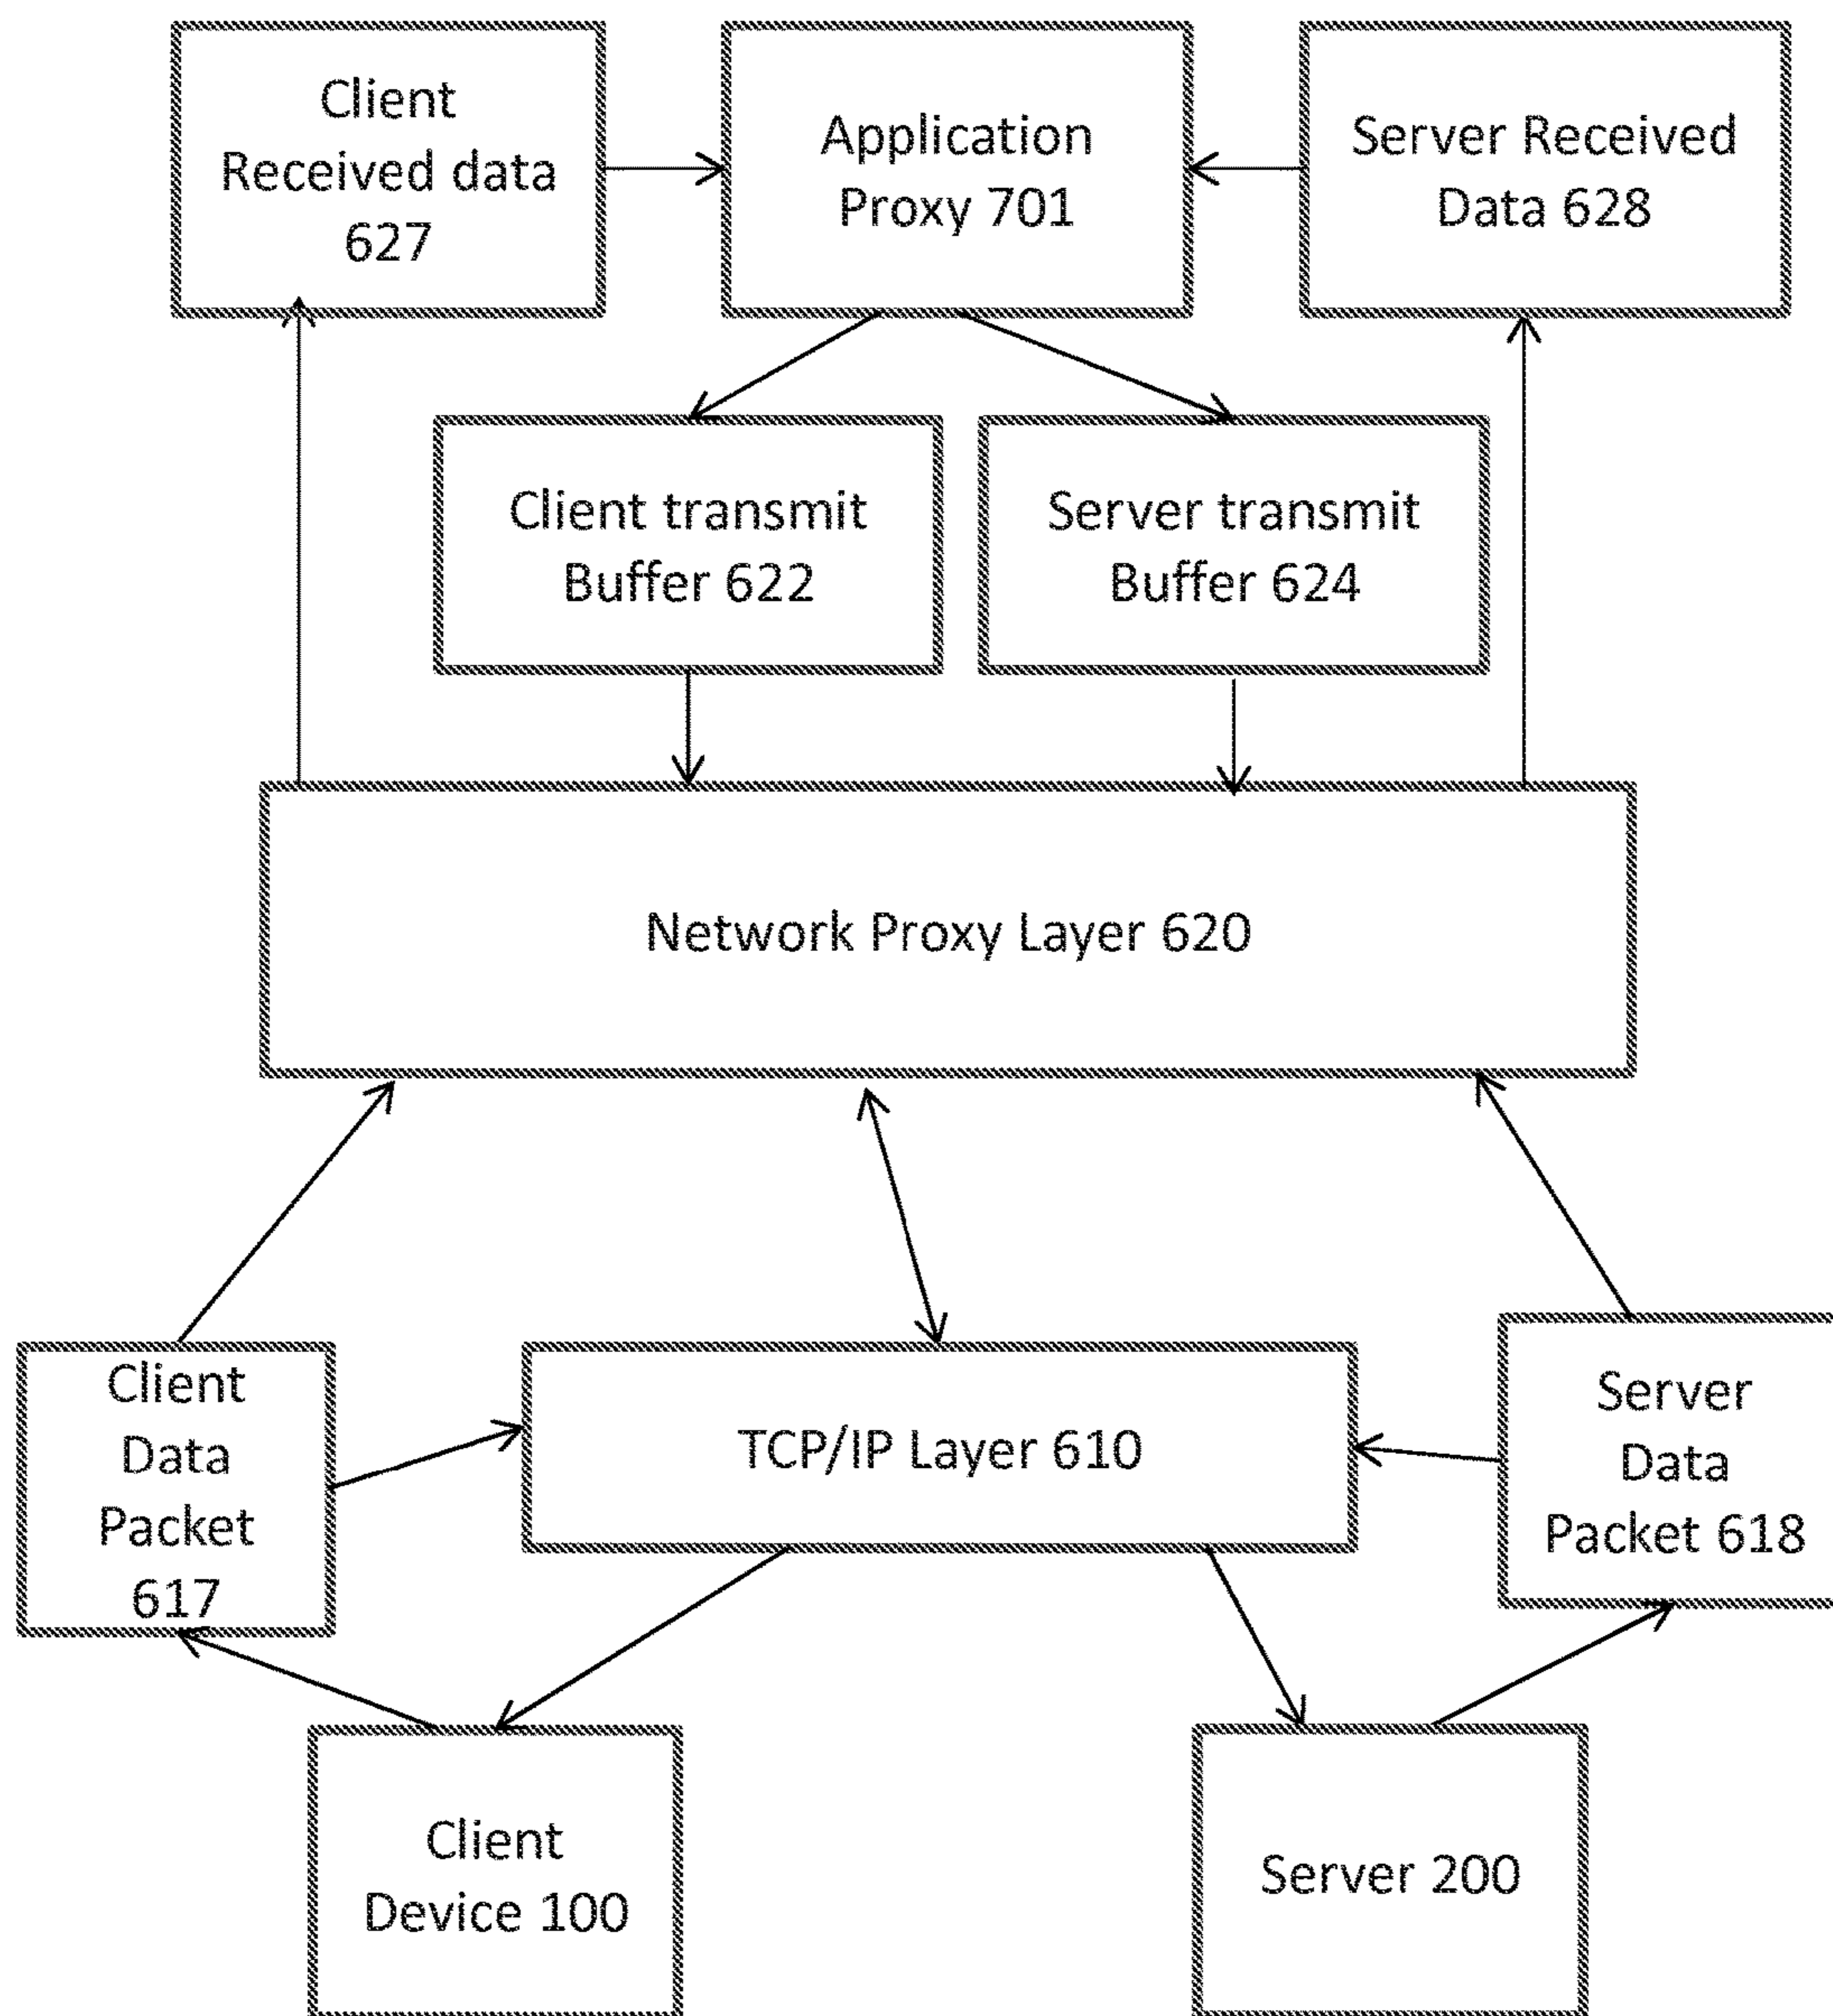 Client
Received data
627
Application
Proxy 701
Server Received
Data 628
Client transmit
Buffer 622
Server transmit
Buffer 624
Network Proxy Layer 620
Client
Data
Packet
617
TCP/IP Layer 610
Server
Data
Packet 618
Client
Device 100
Server 200